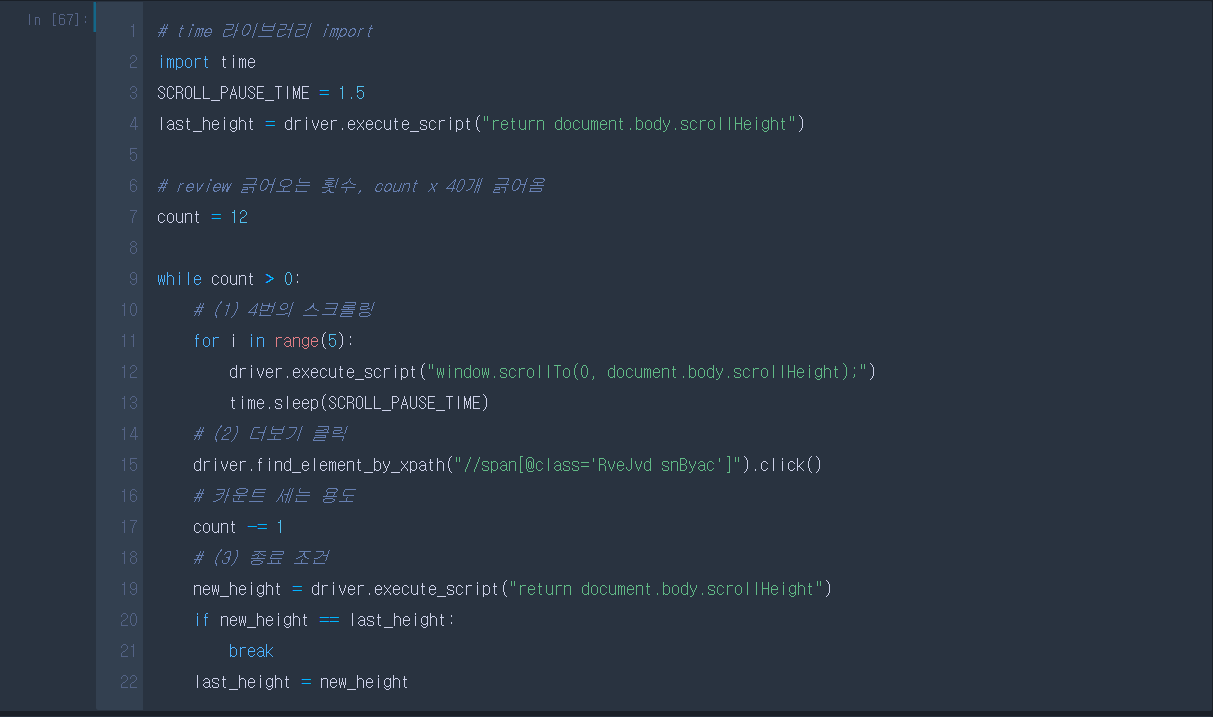 In [67]:
1 # time 라이브러리 import
2 import time
3 SCROLL_PAUSE_TIME = 1.5
4 last_height = driver.execute_script("return document.body.scrollHeight")
5
6 # review 긁어오는 횟수, count x 40개 긁어옴
7 count = 12
8
9 while count > 0:
10     # (1) 4번의 스크롤링
11     for i in range(5):
12         driver.execute_script("window.scrollTo(0, document.body.scrollHeight);")
13         time.sleep(SCROLL_PAUSE_TIME)
14     # (2) 더보기 클릭
15     driver.find_element_by_xpath("//span[@class='RveJvd snByac']").click()
16     # 카운트 세는 용도
17     count -= 1
18     # (3) 종료 조건
19     new_height = driver.execute_script("return document.body.scrollHeight")
20     if new_height == last_height:
21         break
22     last_height = new_height